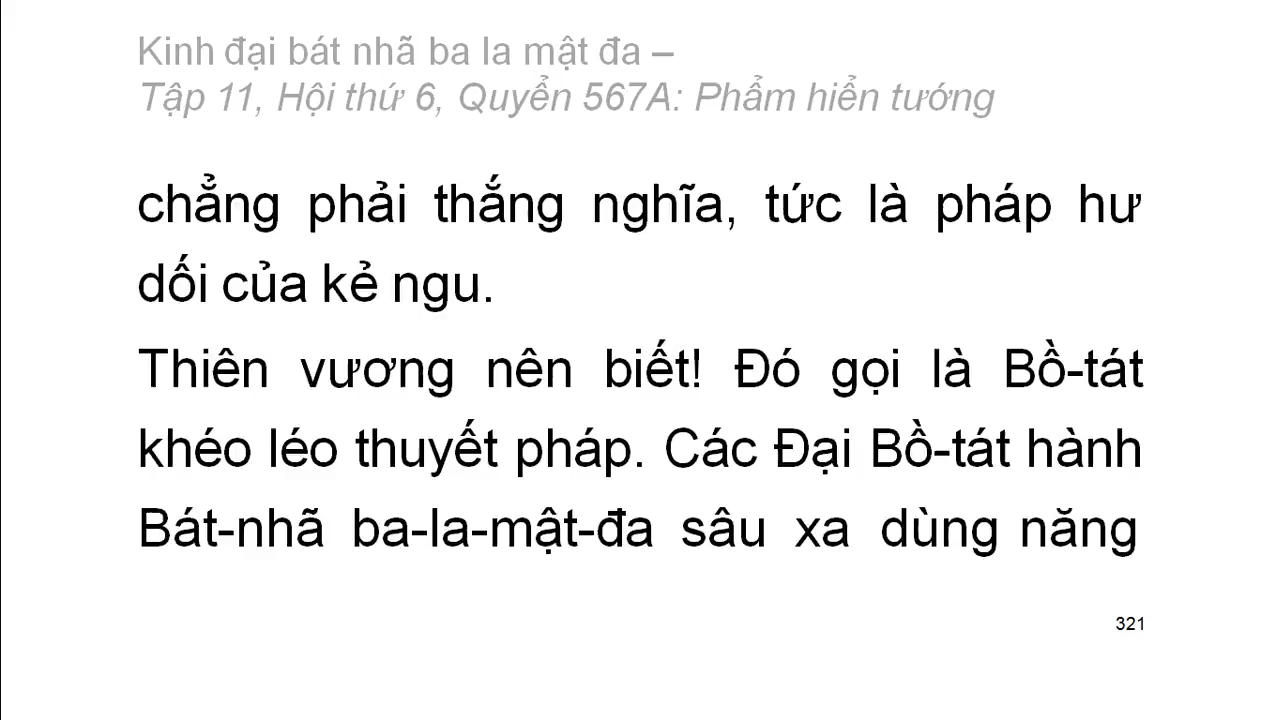 Kinh đại bát nhã ba la mật đa –
Tập 11, Hội thứ 6, Quyển 567A: Phẩm hiển tướng
chẳng phải thắng nghĩa, tức là pháp hư
dối của kẻ ngu.
Thiên vương nên biết! Đó gọi là Bồ-tát
khéo léo thuyết pháp. Các Đại Bồ-tát hành
Bát-nhã ba-la-mật-đa sâu xa dùng năng
321